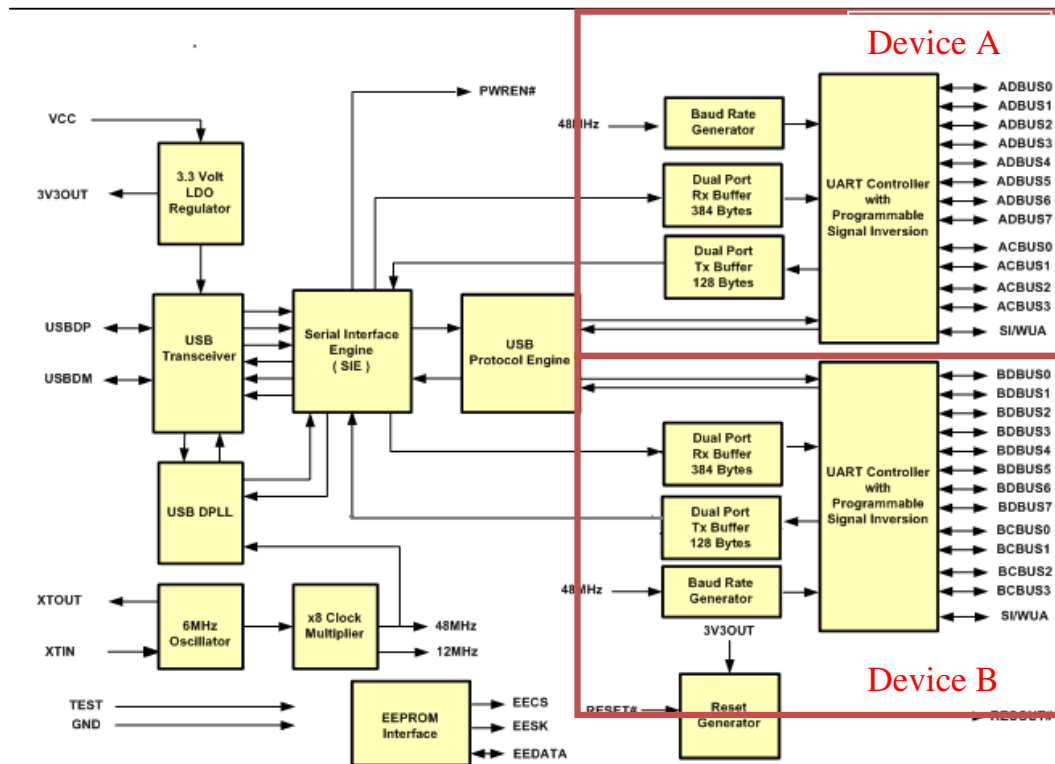 Device A
PWREN#
VCC
48MHz
Baud Rate
Generator
ADBUS0
ADBUS1
ADBUS2
ADBUS3
ADBUS4
ADBUS5
ADBUS6
ADBUS7
ACBUS0
ACBUS1
ACBUS2
ACBUS3
SI/WUA
3.3 Volt
LDO
Regulator
3V3OUT
Dual Port
Rx Buffer
384 Bytes
UART Controller
with
Programmable
Signal Inversion
Dual Port
Tx Buffer
128 Bytes
USBDP
USBDM
USB
Transceiver
Serial Interface
Engine
( SIE )
USB
Protocol Engine
BDBUS0
BDBUS1
BDBUS2
BDBUS3
BDBUS4
BDBUS5
BDBUS6
BDBUS7
BCBUS0
BCBUS1
BCBUS2
BCBUS3
SI/WUA
Dual Port
Rx Buffer
384 Bytes
UART Controller
with
Programmable
Signal Inversion
USB DPLL
Dual Port
Tx Buffer
128 Bytes
48MHz
Baud Rate
Generator
XTOUT
XTIN
6MHz
Oscillator
x8 Clock
Multiplier
48MHz
12MHz
3V3OUT
Device B
TEST
GND
EEPROM
Interface
EECS
EESK
EEDATA
RESET#
Reset
Generator
RESOUT#